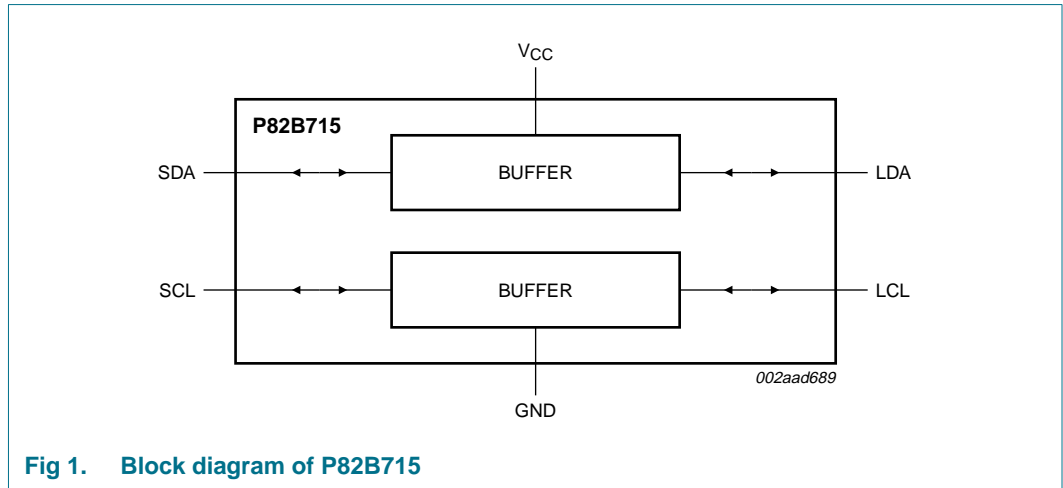 VCC
P82B715
SDA
BUFFER
LDA
SCL
BUFFER
LCL
002aad689
GND
Fig 1. Block diagram of P82B715